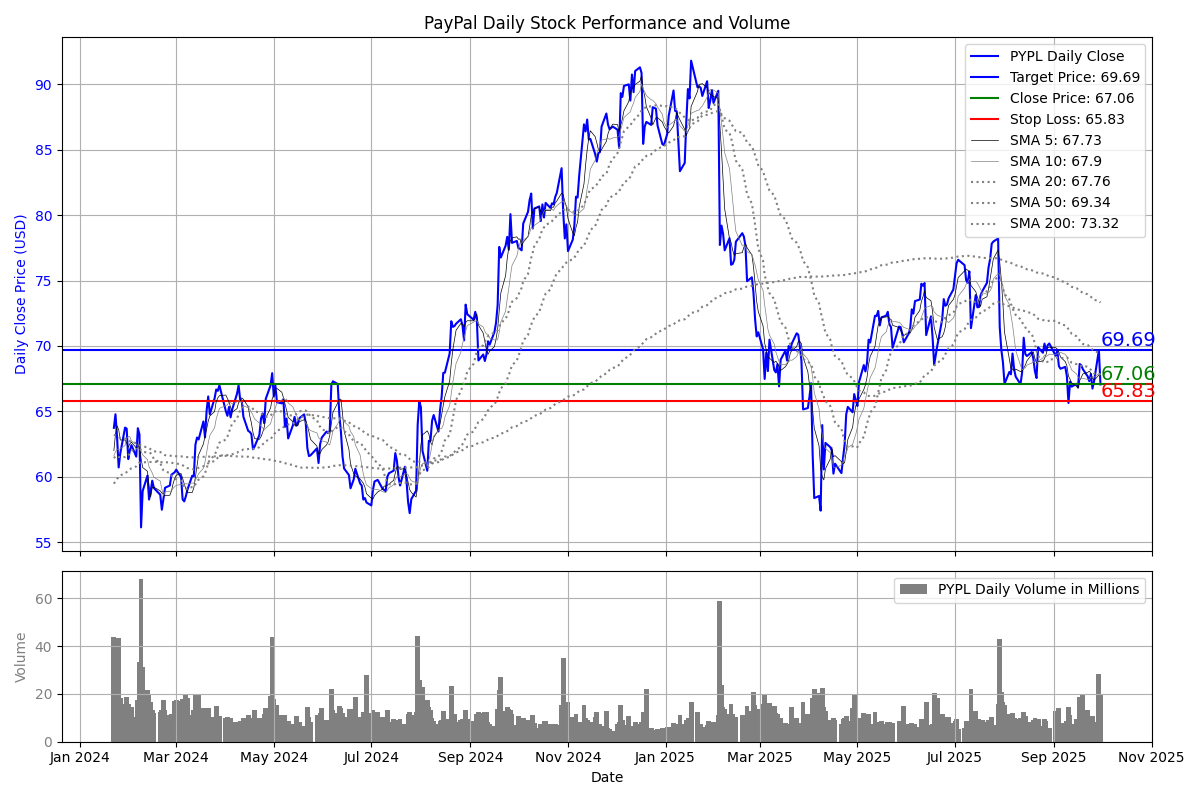 PayPal Daily Stock Performance and Volume
Daily Close Price (USD)
90
85
80
75
70
65
60
55
PYPL Daily Close
Target Price: 69.69
Close Price: 67.06
Stop Loss: 65.83
SMA 5: 67.73
SMA 10: 67.9
SMA 20: 67.76
SMA 50: 69.34
SMA 200: 73.32
69.69
67.06
65.83
Volume
60
40
20
0
PYPL Daily Volume in Millions
Jan 2024 Mar 2024 May 2024 Jul 2024 Sep 2024 Nov 2024 Jan 2025 Mar 2025 May 2025 Jul 2025 Sep 2025 Nov 2025
Date